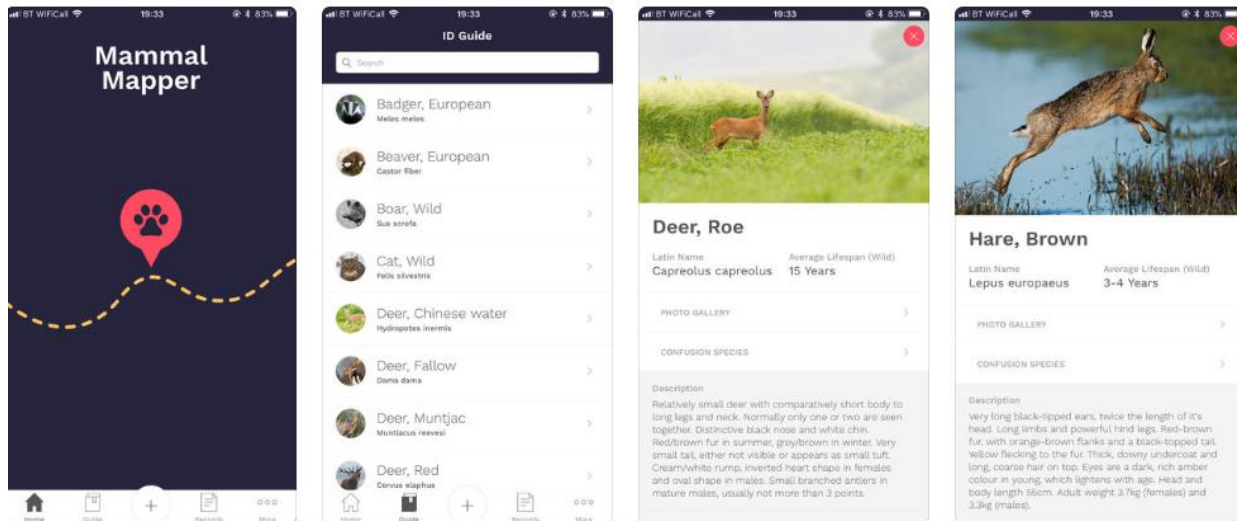 BT WiFiCall 19:33 83%
Mammal
Mapper
Home Guide + Records More
BT WiFiCall 19:33 83%
ID Guide
Search
Badger, European
Meles meles
Beaver, European
Castor fiber
Boar, Wild
Sus scrofa
Cat, Wild
Felis silvestris
Deer, Chinese water
Hydropotes inermis
Deer, Fallow
Dama dama
Deer, Muntjac
Muntiacus reevesi
Deer, Red
Cervus elaphus
Home Guide + Records More
BT WiFiCall 19:33 83%
Deer, Roe
Latin Name Average Lifespan (Wild)
Capreolus capreolus 15 Years
PHOTO GALLERY
CONFUSION SPECIES
Description
Relatively small deer with comparatively short body to
long legs and neck. Normally only one or two are seen
together. Distinctive black nose and white chin.
Red/brown fur in summer, grey/brown in winter. Very
small tail, either not visible or appears as small tuft.
Cream/white rump, inverted heart shape in females
and oval shape in males. Small branched antlers in
mature males, usually not more than 3 points.
BT WiFiCall 19:33 83%
Hare, Brown
Latin Name Average Lifespan (Wild)
Lepus europaeus 3-4 Years
PHOTO GALLERY
CONFUSION SPECIES
Description
Very long black-tipped ears, twice the length of it's
head. Long limbs and powerful hind legs. Red-brown
fur, with orange-brown flanks and a black-topped tail.
Yellow flecking to the fur. Thick, downy undercoat and
long, coarse hair on top. Eyes are a dark, rich amber
colour in young, which lightens with age. Head and
body length 55cm. Adult weight 3.7kg (females) and
3.3kg (males).